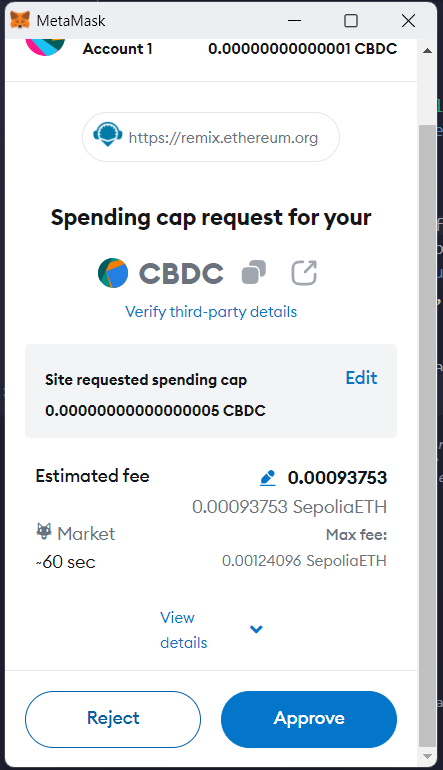 MetaMask
Account 1 0.00000000000001 CBDC
https://remix.ethereum.org
Spending cap request for your
CBDC
Verify third-party details
Site requested spending cap Edit
0.00000000000000005 CBDC
Estimated fee 0.00093753
0.00093753 SepoliaETH
Market Max fee:
~60 sec 0.00124096 SepoliaETH
View
details
Reject Approve